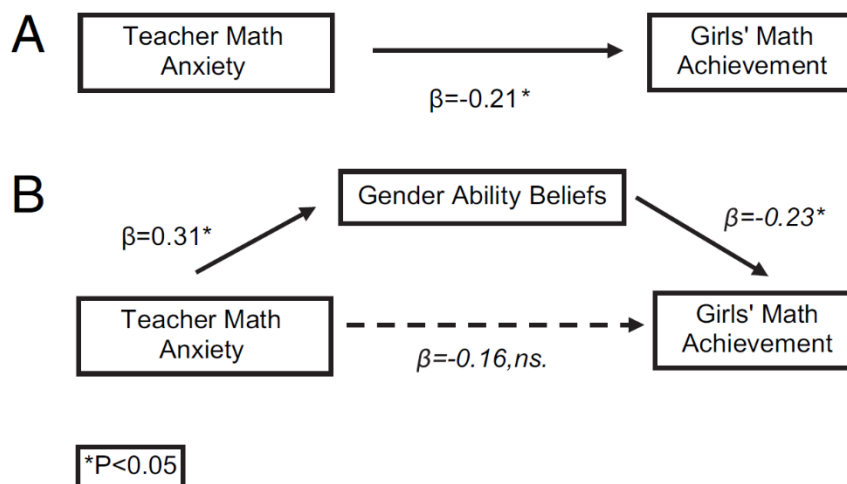 A
Teacher Math
Anxiety
β=-0.21*
Girls' Math
Achievement
B
Gender Ability Beliefs
β=0.31*
β=-0.23*
Teacher Math
Anxiety
β=-0.16,ns.
Girls' Math
Achievement
*P<0.05